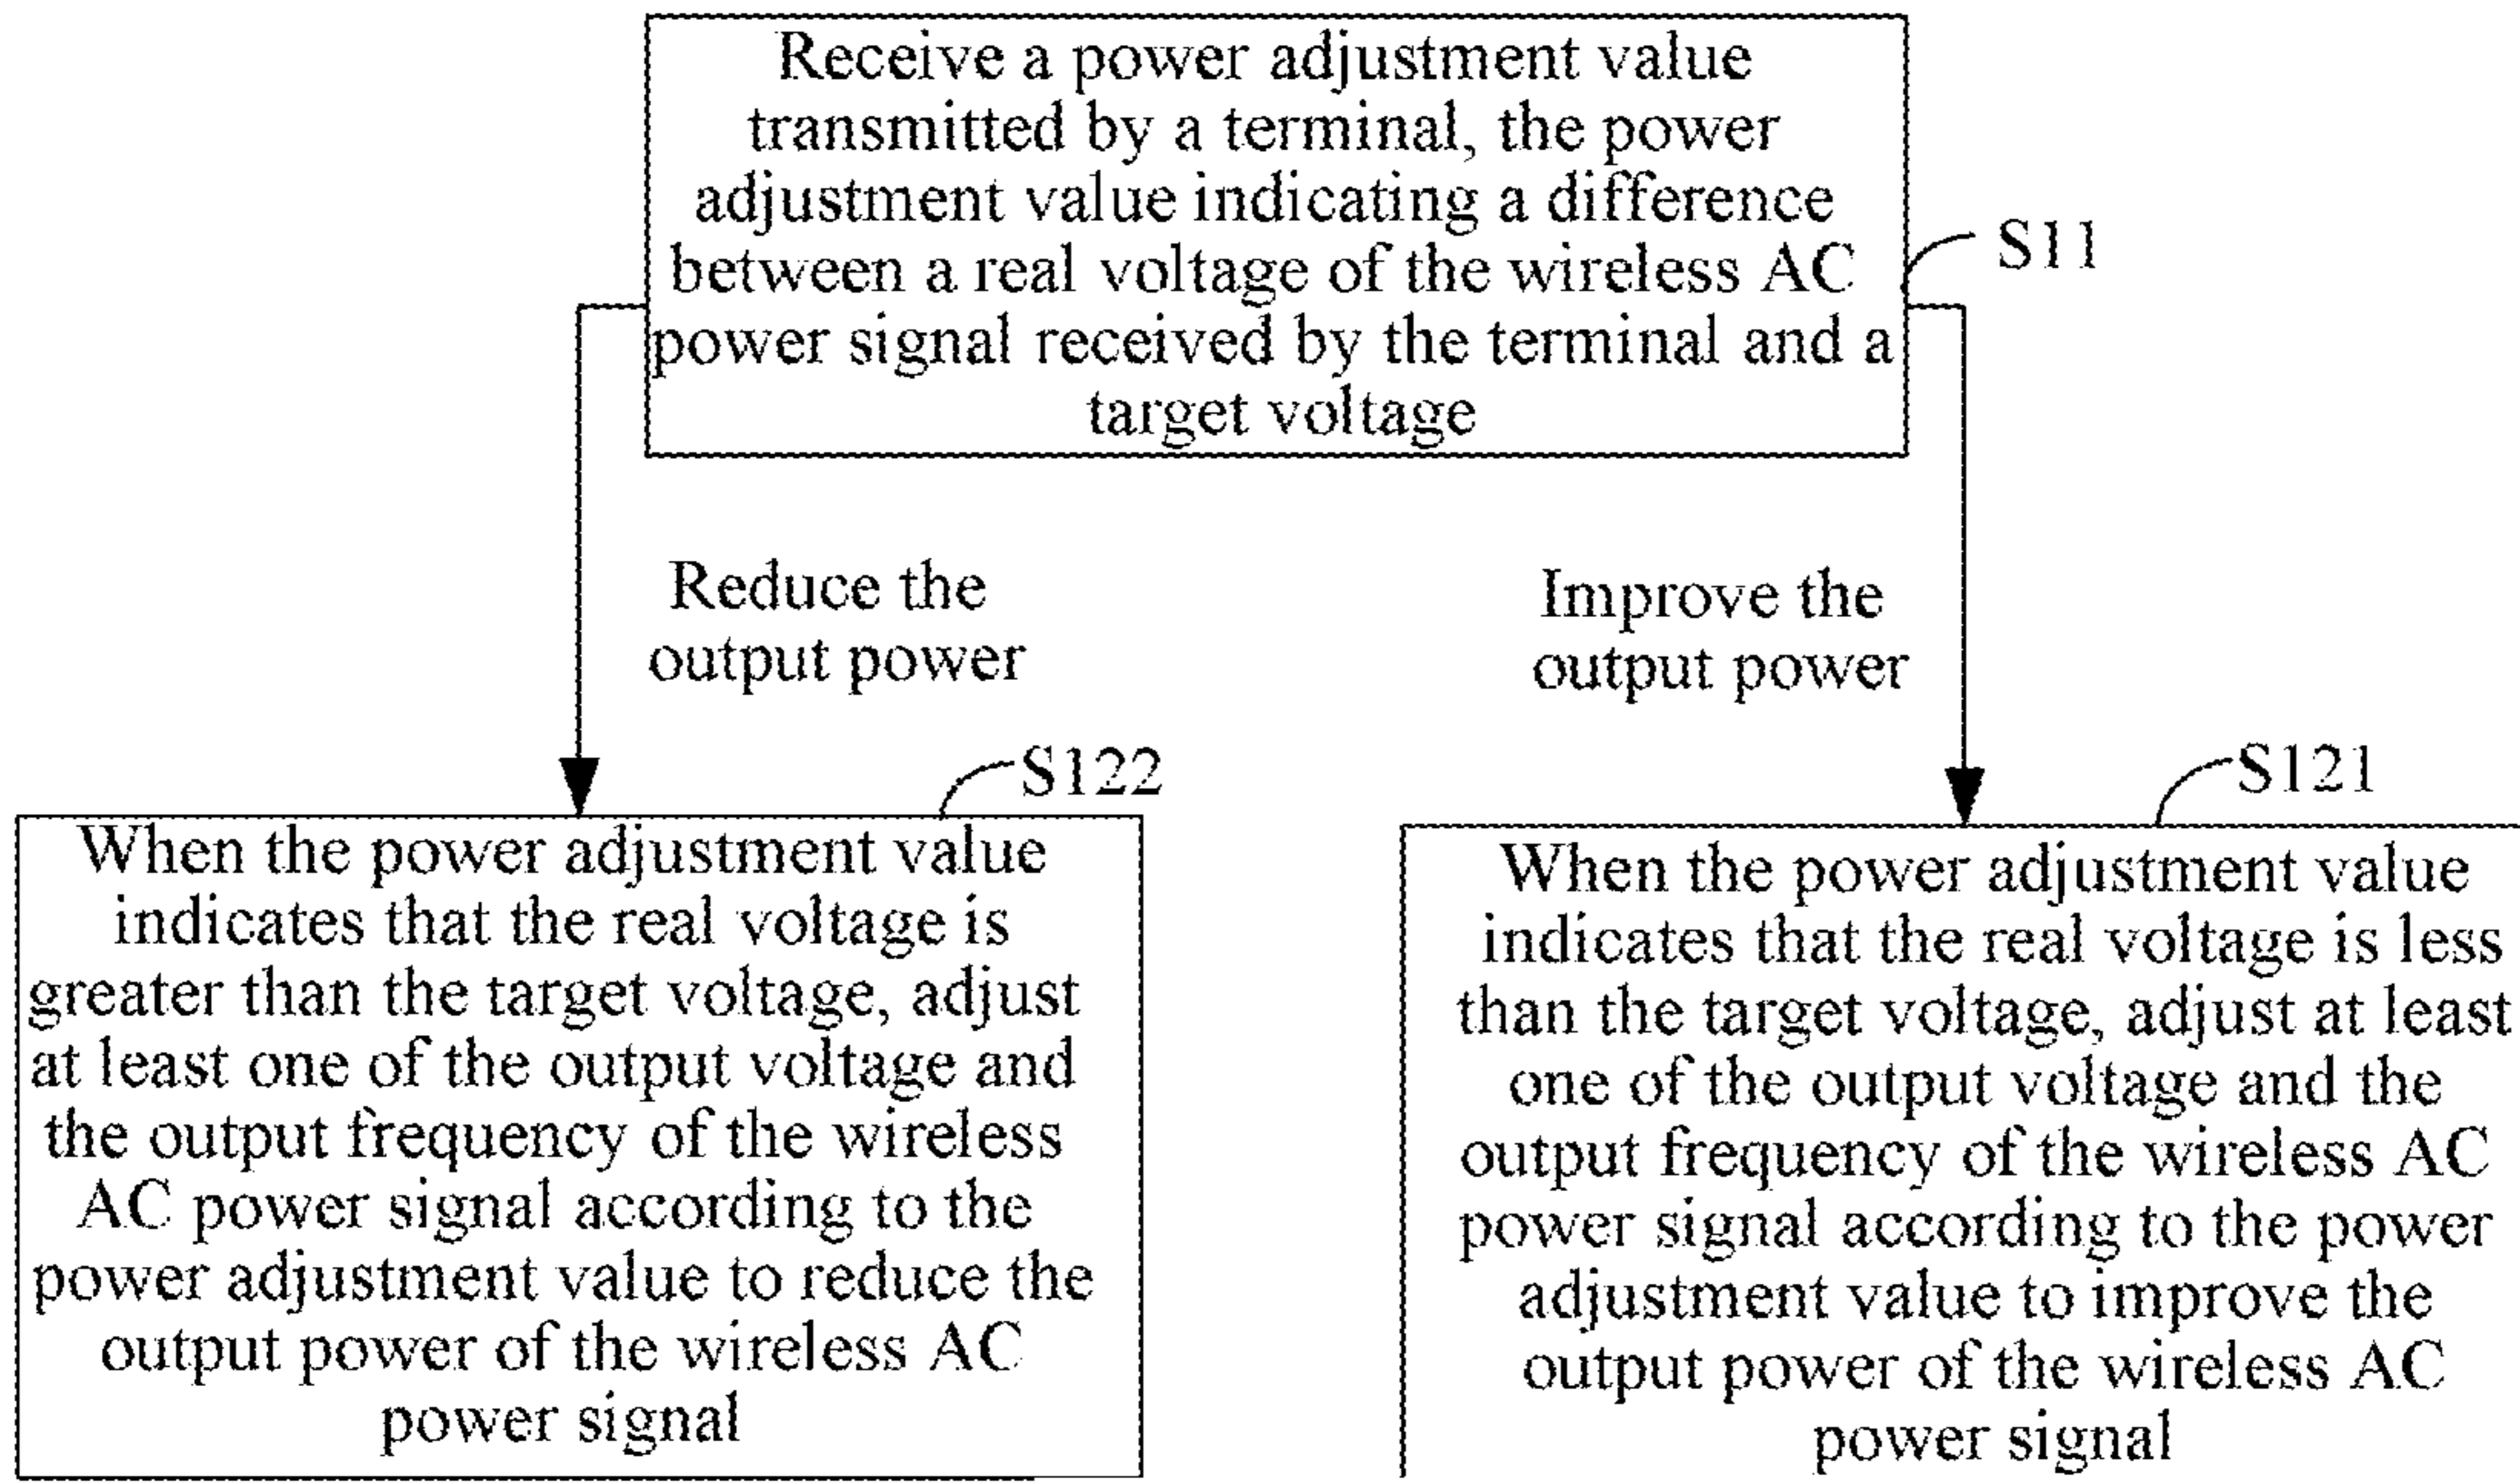 Receive a power adjustment value
transmitted by a terminal, the power
adjustment value indicating a difference
between a real voltage of the wireless AC
power signal received by the terminal and a
target voltage
S11
Reduce the
output power
Improve the
output power
S122
When the power adjustment value
indicates that the real voltage is
greater than the target voltage, adjust
at least one of the output voltage and
the output frequency of the wireless
AC power signal according to the
power adjustment value to reduce the
output power of the wireless AC
power signal
S121
When the power adjustment value
indicates that the real voltage is less
than the target voltage, adjust at least
one of the output voltage and the
output frequency of the wireless AC
power signal according to the power
adjustment value to improve the
output power of the wireless AC
power signal